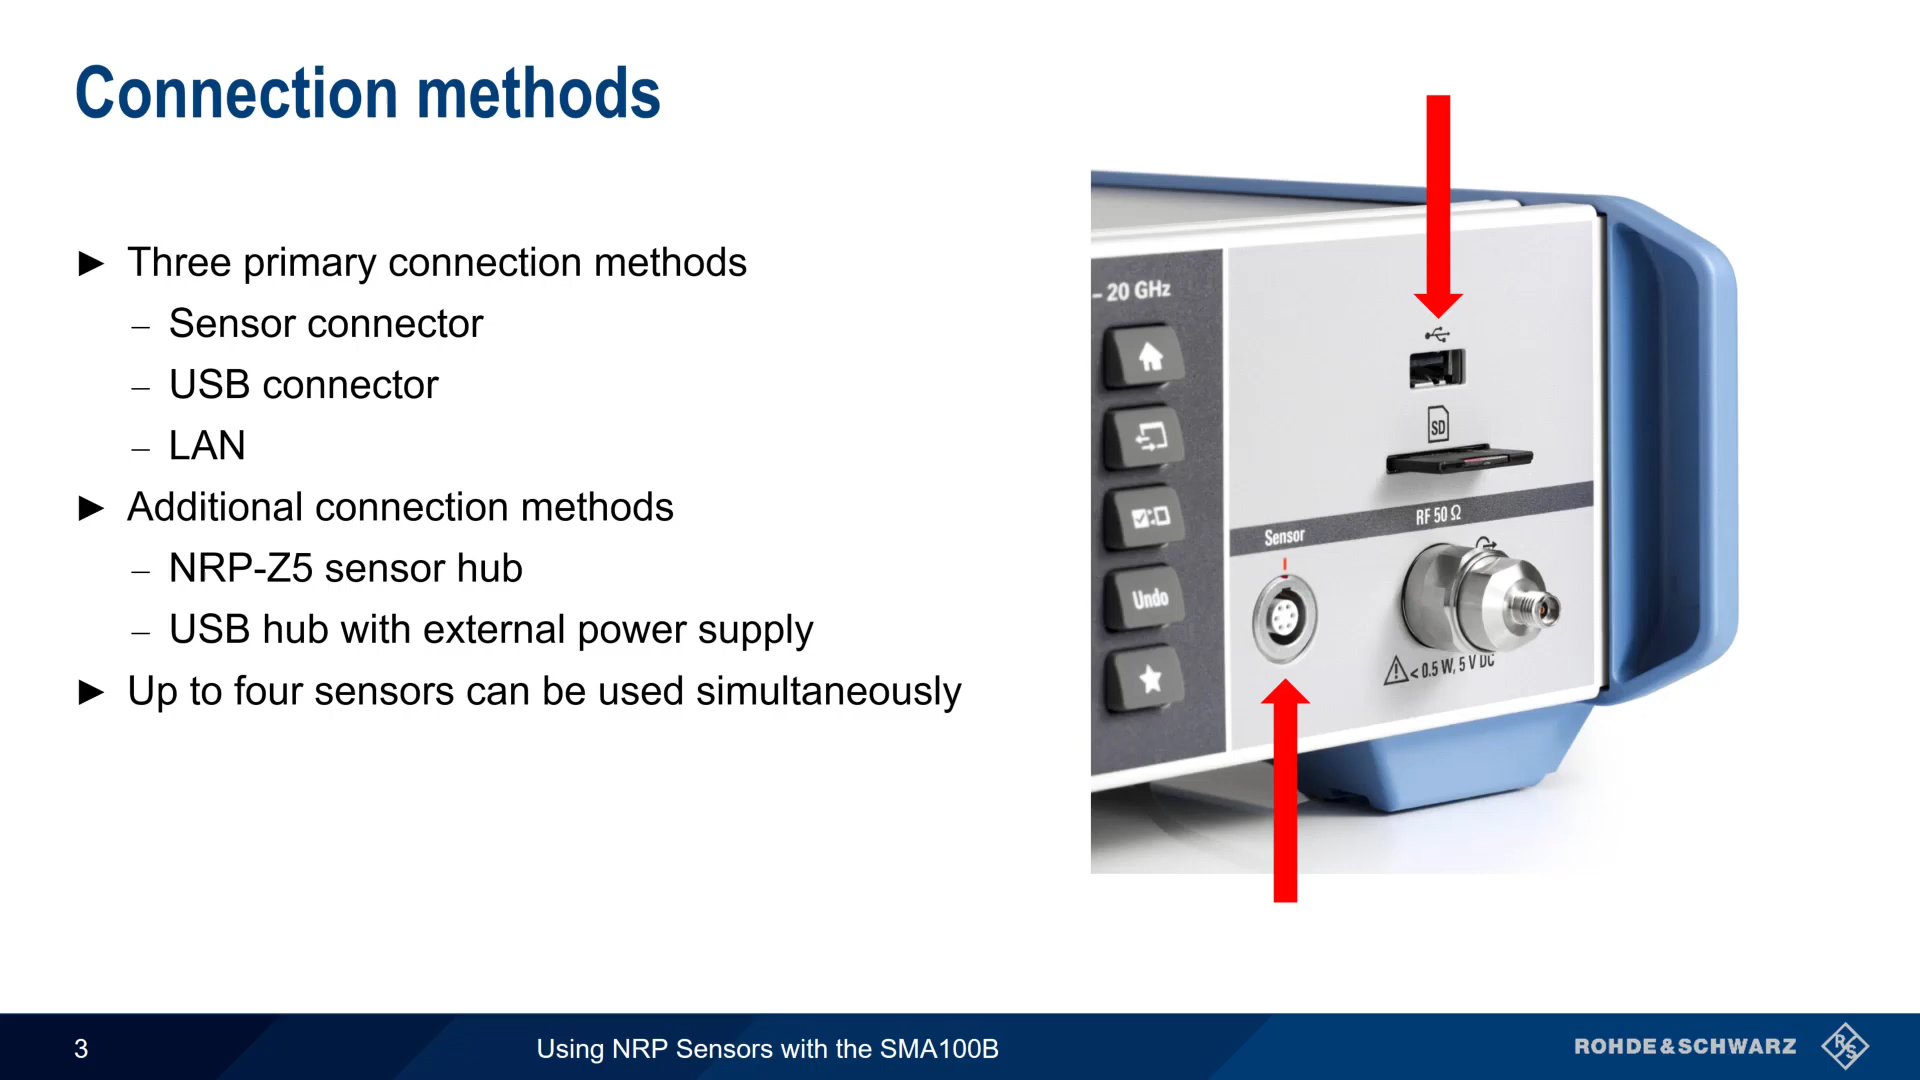 Connection methods
► Three primary connection methods
– Sensor connector
– USB connector
– LAN
► Additional connection methods
– NRP-Z5 sensor hub
– USB hub with external power supply
► Up to four sensors can be used simultaneously
– 20 GHz
SD
RF 50 Ω
Sensor
Undo
< 0.5 W, 5 V DC
3
Using NRP Sensors with the SMA100B
ROHDE & SCHWARZ
R S